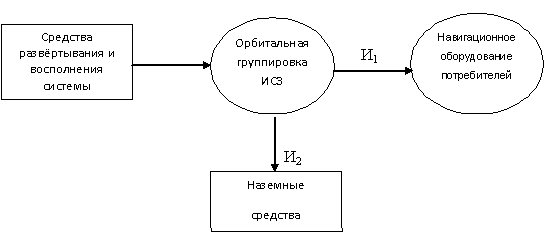 Средства
развёртывания и
восполнения
системы
Орбитальная
группировка
ИСЗ
И1
Навигационное
оборудование
потребителей
И2
Наземные
средства